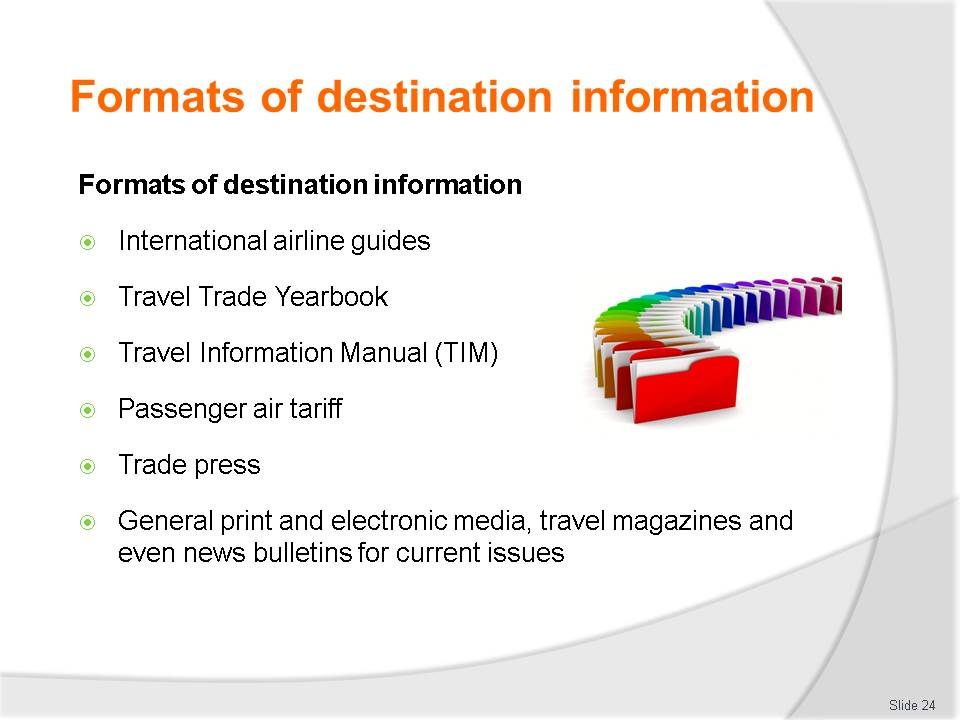 Formats of destination information
Formats of destination information
International airline guides
Travel Trade Yearbook
Travel Information Manual (TIM)
Passenger air tariff
Trade press
General print and electronic media, travel magazines and
even news bulletins for current issues
Slide 24